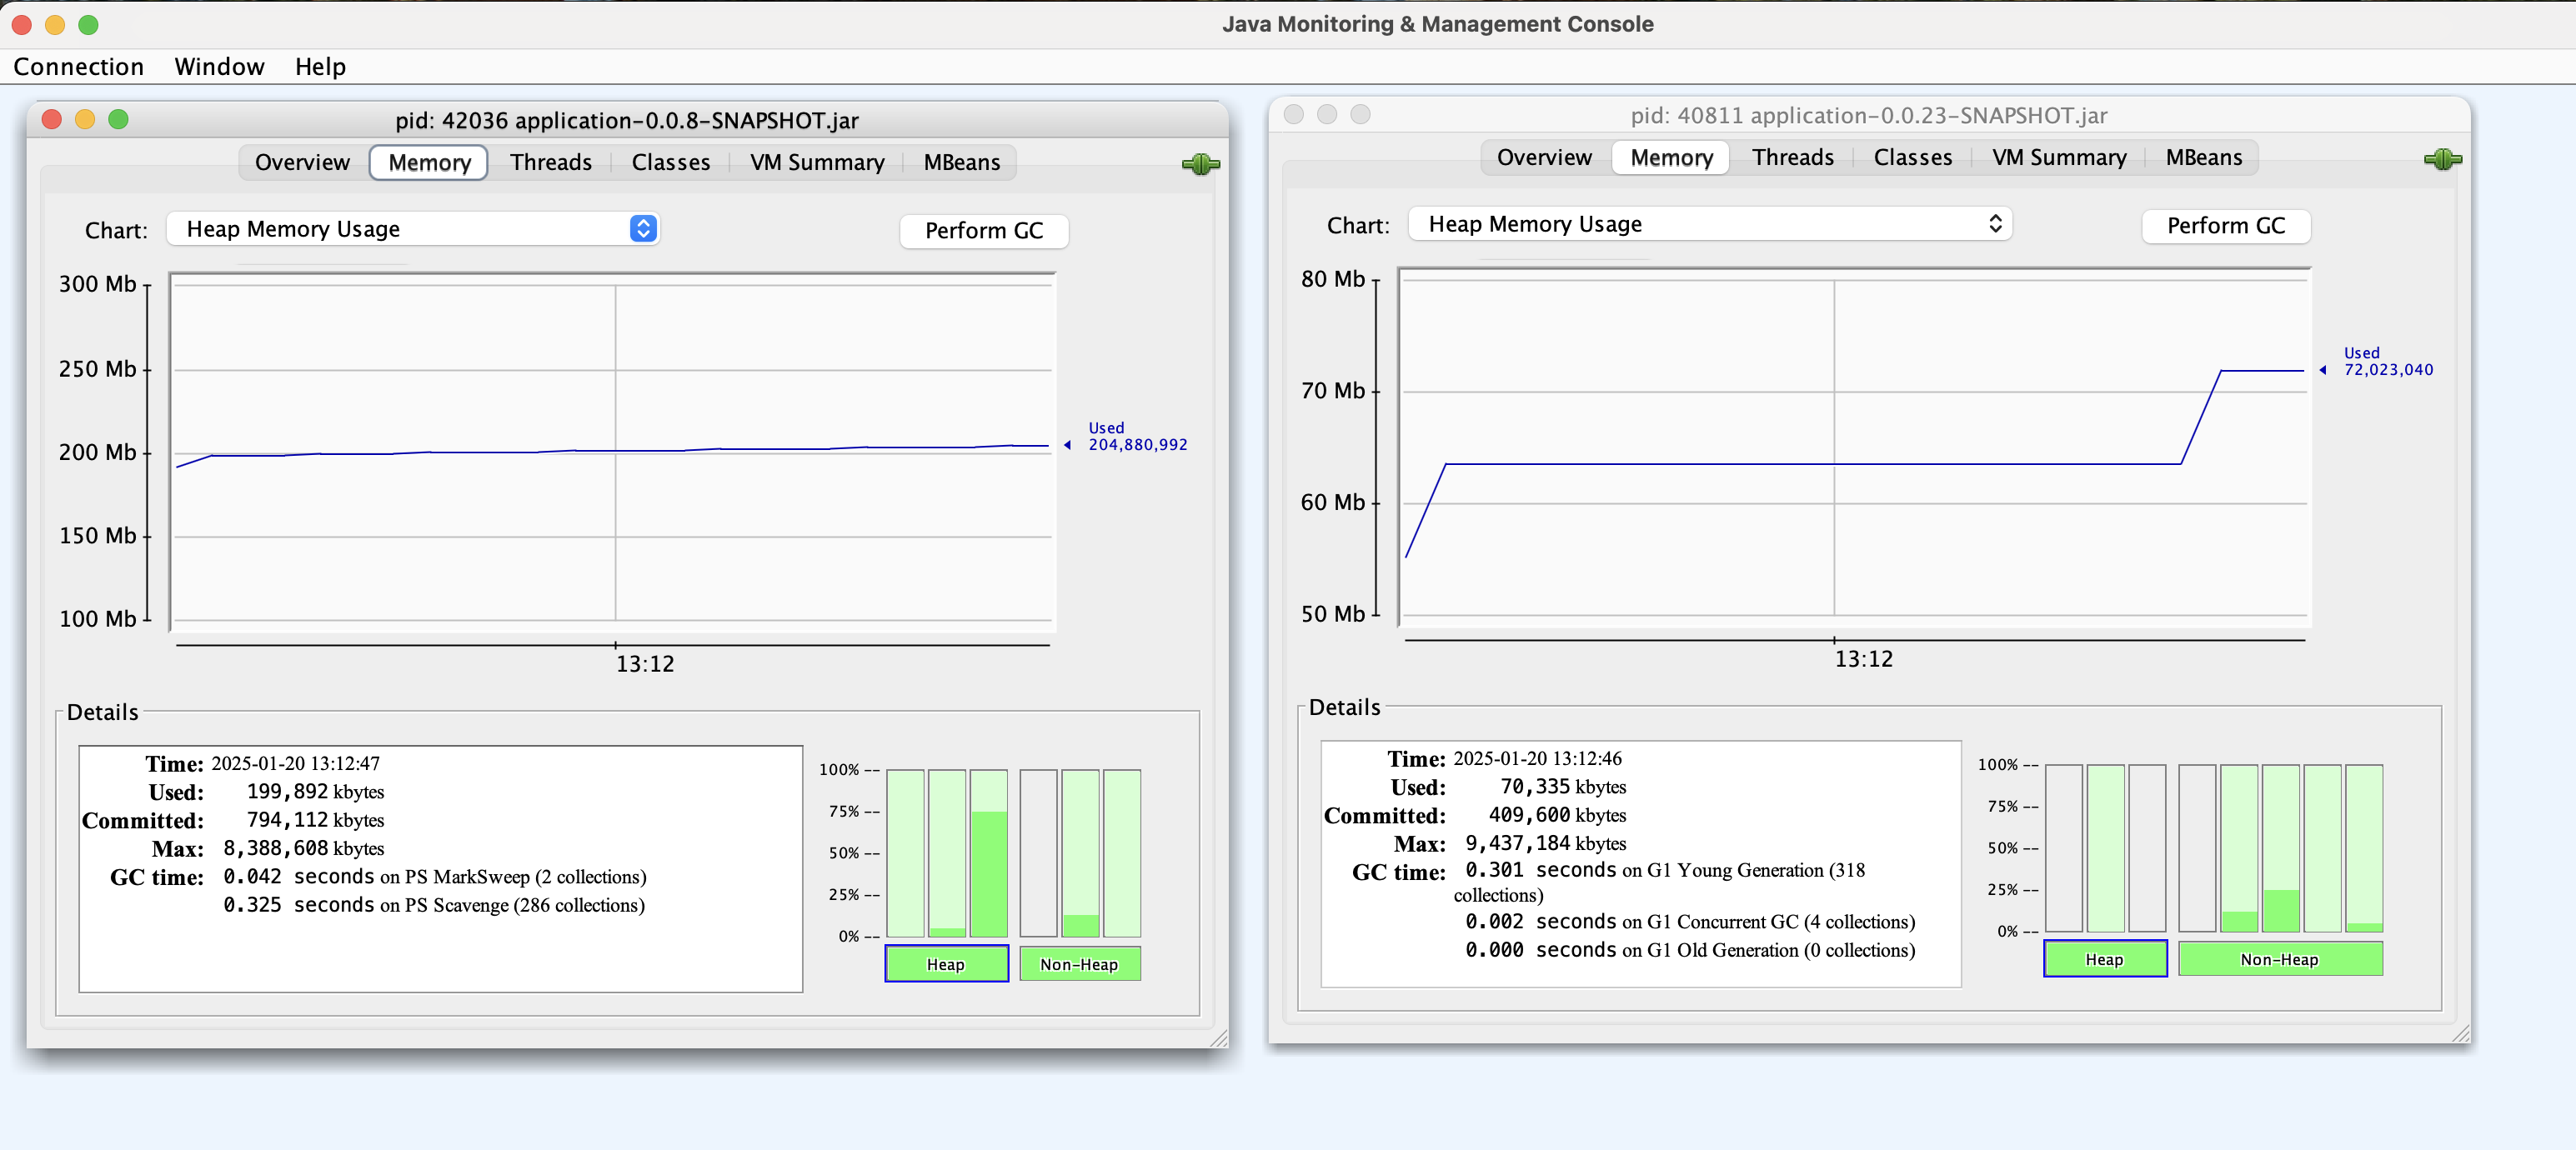 Java Monitoring & Management Console
Connection Window Help
pid: 42036 application-0.0.8-SNAPSHOT.jar
Overview Memory Threads Classes VM Summary MBeans
Chart: Heap Memory Usage Perform GC
300 Mb
250 Mb
200 Mb
150 Mb
100 Mb
Used
204,880,992
13:12
Details
Time: 2025-01-20 13:12:47
Used: 199,892 kbytes
Committed: 794,112 kbytes
Max: 8,388,608 kbytes
GC time: 0.042 seconds on PS MarkSweep (2 collections)
0.325 seconds on PS Scavenge (286 collections)
100% --
75% --
50% --
25% --
0% --
Heap Non-Heap
pid: 40811 application-0.0.23-SNAPSHOT.jar
Overview Memory Threads Classes VM Summary MBeans
Chart: Heap Memory Usage Perform GC
80 Mb
70 Mb
60 Mb
50 Mb
Used
72,023,040
13:12
Details
Time: 2025-01-20 13:12:46
Used: 70,335 kbytes
Committed: 409,600 kbytes
Max: 9,437,184 kbytes
GC time: 0.301 seconds on G1 Young Generation (318
collections)
0.002 seconds on G1 Concurrent GC (4 collections)
0.000 seconds on G1 Old Generation (0 collections)
100% --
75% --
50% --
25% --
0% --
Heap Non-Heap